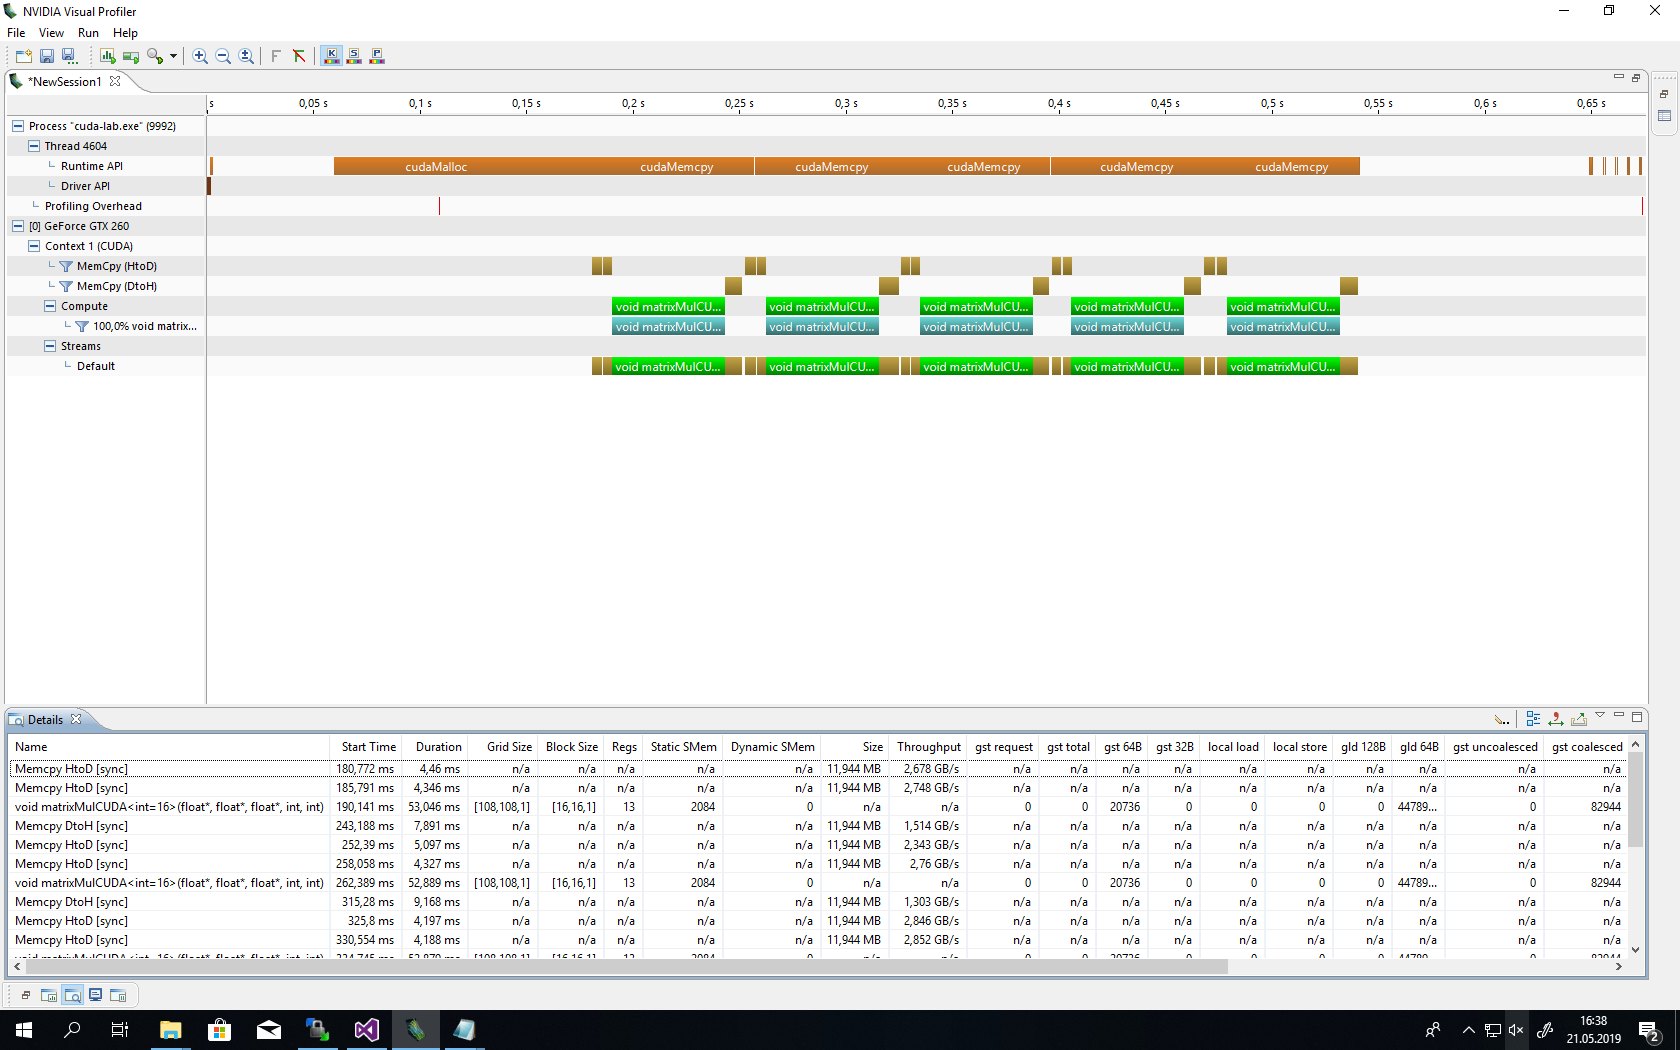 NVIDIA Visual Profiler
File View Run Help
*NewSession1
s 0,05 s 0,1 s 0,15 s 0,2 s 0,25 s 0,3 s 0,35 s 0,4 s 0,45 s 0,5 s 0,55 s 0,6 s 0,65 s
Process "cuda-lab.exe" (9992)
Thread 4604
Runtime API cudaMalloc cudaMemcpy cudaMemcpy cudaMemcpy cudaMemcpy cudaMemcpy
Driver API
Profiling Overhead
[0] GeForce GTX 260
Context 1 (CUDA)
MemCpy (HtoD)
MemCpy (DtoH)
Compute void matrixMulCU... void matrixMulCU... void matrixMulCU... void matrixMulCU... void matrixMulCU...
100,0% void matrix... void matrixMulCU... void matrixMulCU... void matrixMulCU... void matrixMulCU... void matrixMulCU...
Streams
Default void matrixMulCU... void matrixMulCU... void matrixMulCU... void matrixMulCU... void matrixMulCU...
Details
Name Start Time Duration Grid Size Block Size Regs Static SMem Dynamic SMem Size Throughput gst request gst total gst 64B gst 32B local load local store gld 128B gld 64B gst uncoalesced gst coalesced
Memcpy HtoD [sync] 180,772 ms 4,46 ms n/a n/a n/a n/a n/a 11,944 MB 2,678 GB/s n/a n/a n/a n/a n/a n/a n/a n/a n/a n/a
Memcpy HtoD [sync] 185,791 ms 4,346 ms n/a n/a n/a n/a n/a 11,944 MB 2,748 GB/s n/a n/a n/a n/a n/a n/a n/a n/a n/a n/a
void matrixMulCUDA<int=16>(float*, float*, float*, int, int) 190,141 ms 53,046 ms [108,108,1] [16,16,1] 13 2084 0 n/a n/a 0 0 20736 0 0 0 0 44789... 0 82944
Memcpy DtoH [sync] 243,188 ms 7,891 ms n/a n/a n/a n/a n/a 11,944 MB 1,514 GB/s n/a n/a n/a n/a n/a n/a n/a n/a n/a n/a
Memcpy HtoD [sync] 252,39 ms 5,097 ms n/a n/a n/a n/a n/a 11,944 MB 2,343 GB/s n/a n/a n/a n/a n/a n/a n/a n/a n/a n/a
Memcpy HtoD [sync] 258,058 ms 4,327 ms n/a n/a n/a n/a n/a 11,944 MB 2,76 GB/s n/a n/a n/a n/a n/a n/a n/a n/a n/a n/a
void matrixMulCUDA<int=16>(float*, float*, float*, int, int) 262,389 ms 52,889 ms [108,108,1] [16,16,1] 13 2084 0 n/a n/a 0 0 20736 0 0 0 0 44789... 0 82944
Memcpy DtoH [sync] 315,28 ms 9,168 ms n/a n/a n/a n/a n/a 11,944 MB 1,303 GB/s n/a n/a n/a n/a n/a n/a n/a n/a n/a n/a
Memcpy HtoD [sync] 325,8 ms 4,197 ms n/a n/a n/a n/a n/a 11,944 MB 2,846 GB/s n/a n/a n/a n/a n/a n/a n/a n/a n/a n/a
Memcpy HtoD [sync] 330,554 ms 4,188 ms n/a n/a n/a n/a n/a 11,944 MB 2,852 GB/s n/a n/a n/a n/a n/a n/a n/a n/a n/a n/a
16:38
21.05.2019
2